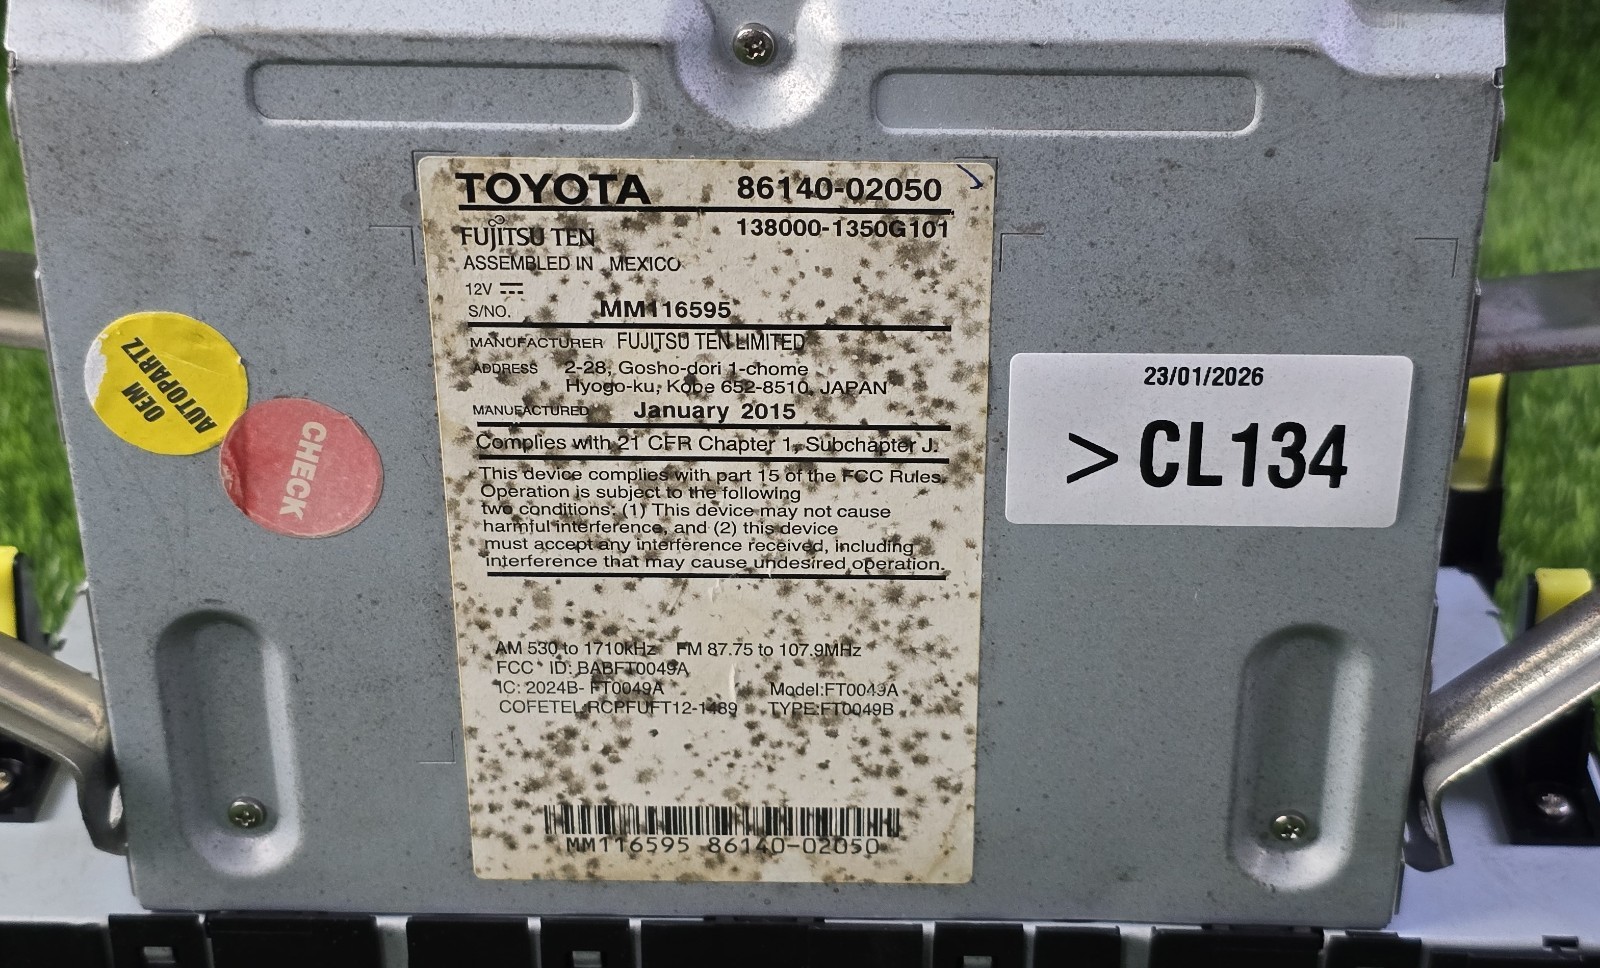 TOYOTA 86140-02050
FUJITSU TEN 138000-1350G101
ASSEMBLED IN MEXICO
12V
S/NO. MM116595
MANUFACTURER FUJITSU TEN LIMITED
ADDRESS 2-28, Gosho-dori 1-chome
Hyogo-ku, Kobe 652-8510, JAPAN
MANUFACTURED January 2015
Complies with 21 CFR Chapter 1, Subchapter J.
This device complies with part 15 of the FCC Rules.
Operation is subject to the following
two conditions: (1) This device may not cause
harmful interference, and (2) this device
must accept any interference received, including
interference that may cause undesired operation.
AM 530 to 1710kHz FM 87.75 to 107.9MHz
FCC ID: BABFT0049A
IC: 2024B- FT0049A Model:FT0049A
COFETEL:RCPFUFT12-1489 TYPE:FT0049B
MM116595 86140-02050
OEM
AUTOPARTZ
CHECK
23/01/2026
> CL134